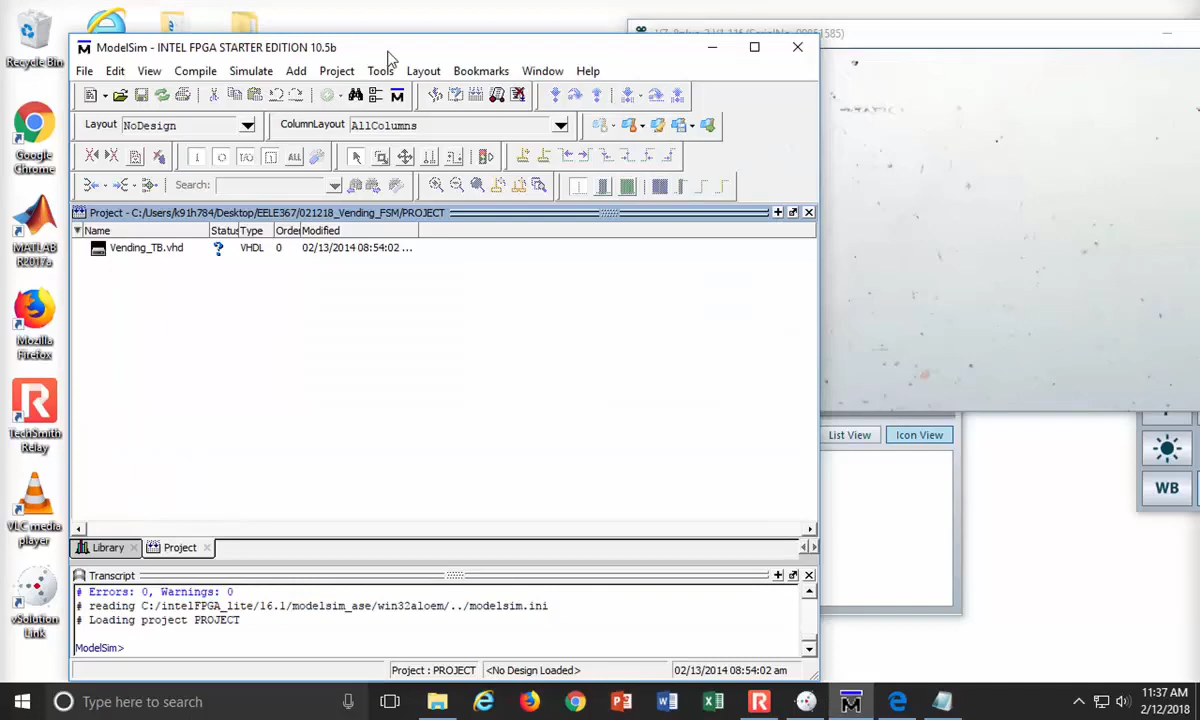 Recycle Bin
Google Chrome
MATLAB R2017a
Mozilla Firefox
TechSmith Relay
VLC media player
vSolution Link
ModelSim - INTEL FPGA STARTER EDITION 10.5b
File Edit View Compile Simulate Add Project Tools Layout Bookmarks Window Help
Layout NoDesign ColumnLayout AllColumns
Search:
Project - C:/Users/k91h784/Desktop/EELE367/021218_Vending_FSM/PROJECT
Name Status Type Order Modified
Vending_TB.vhd ? VHDL 0 02/13/2014 08:54:02 ...
Library Project
Transcript
# Errors: 0, Warnings: 0
# reading C:/intelFPGA_lite/16.1/modelsim_ase/win32aloem/../modelsim.ini
# Loading project PROJECT
ModelSim>
Project : PROJECT <No Design Loaded> 02/13/2014 08:54:02 am
List View Icon View
WB
Type here to search
11:37 AM
2/12/2018